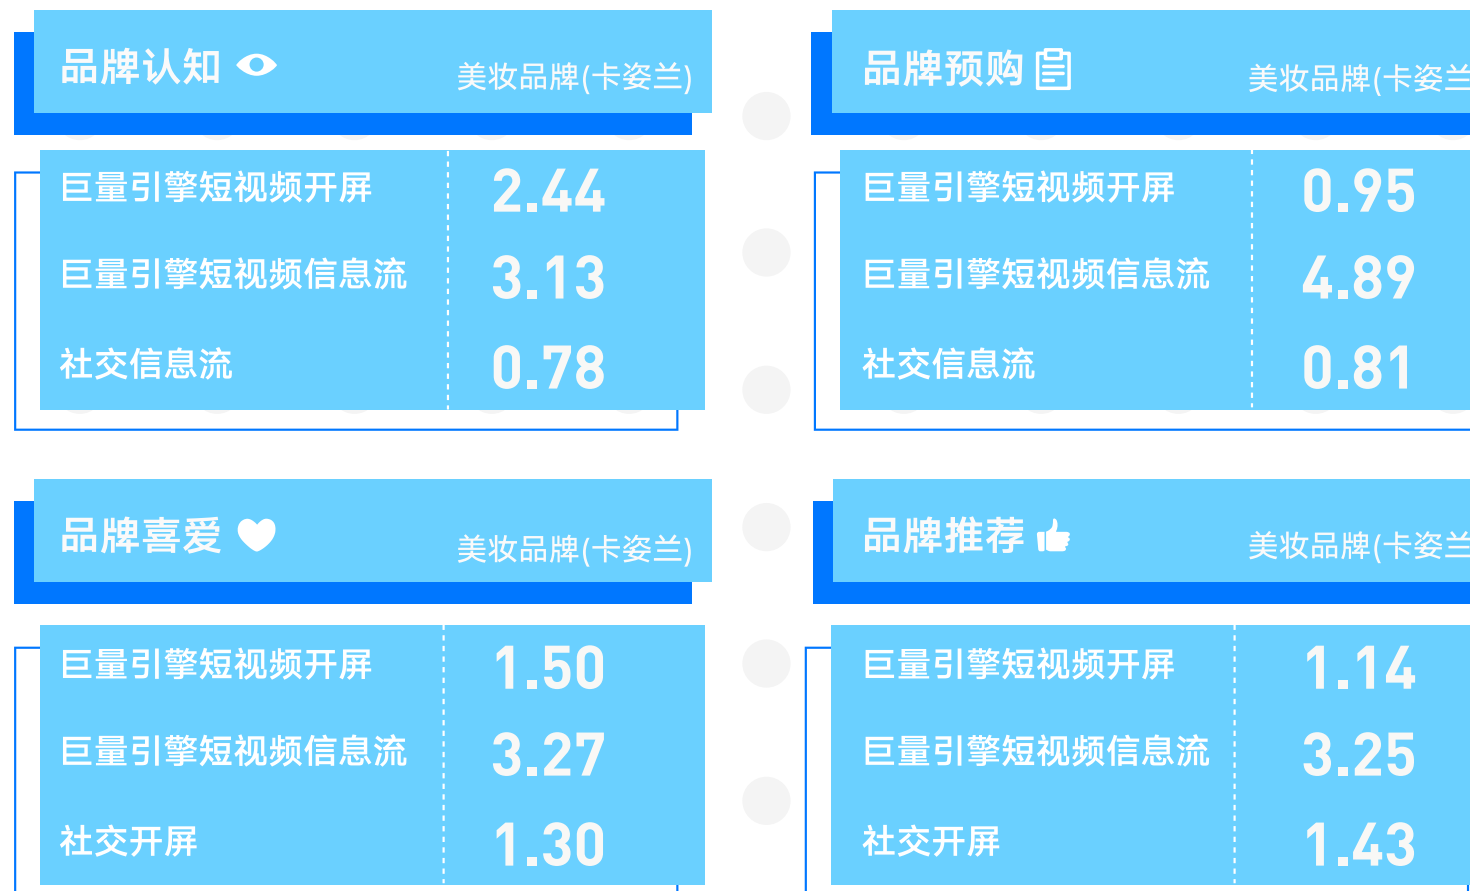 品牌认知
美妆品牌(卡姿兰)
巨量引擎短视频开屏 2.44
巨量引擎短视频信息流 3.13
社交信息流 0.78
品牌预购
美妆品牌(卡姿兰
巨量引擎短视频开屏 0.95
巨量引擎短视频信息流 4.89
社交信息流 0.81
品牌喜爱
美妆品牌(卡姿兰)
巨量引擎短视频开屏 1.50
巨量引擎短视频信息流 3.27
社交开屏 1.30
品牌推荐
美妆品牌(卡姿兰
巨量引擎短视频开屏 1.14
巨量引擎短视频信息流 3.25
社交开屏 1.43